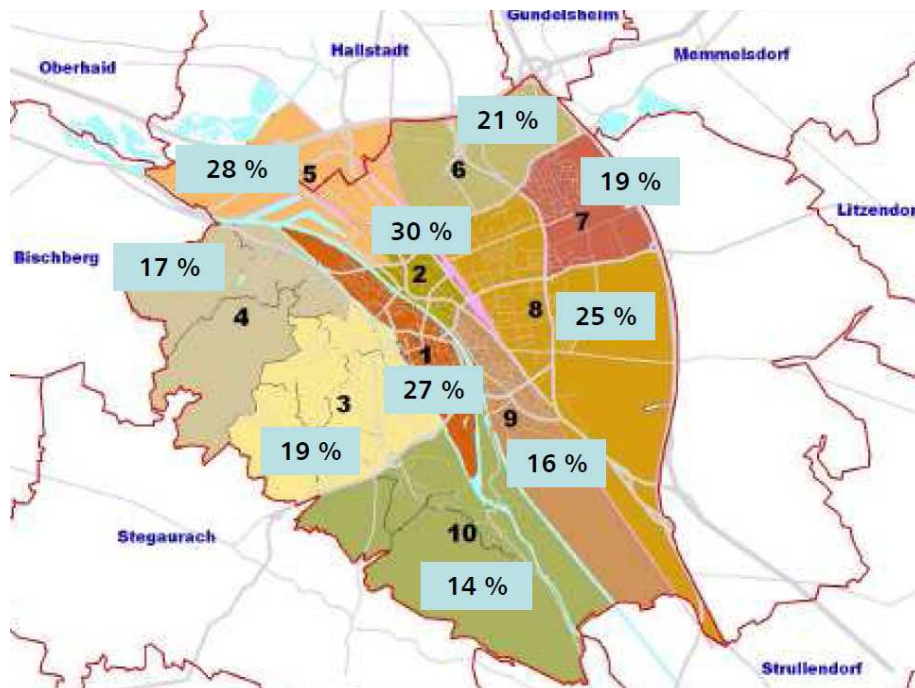 Gundelsheim
Hallstadt
Memmelsdorf
Oberhaid
21 %
28 %
5
6
19 %
Litzendorf
7
30 %
Bischberg
17 %
2
4
8
25 %
1
27 %
3
9
19 %
16 %
Stegaurach
10
14 %
Strullendorf